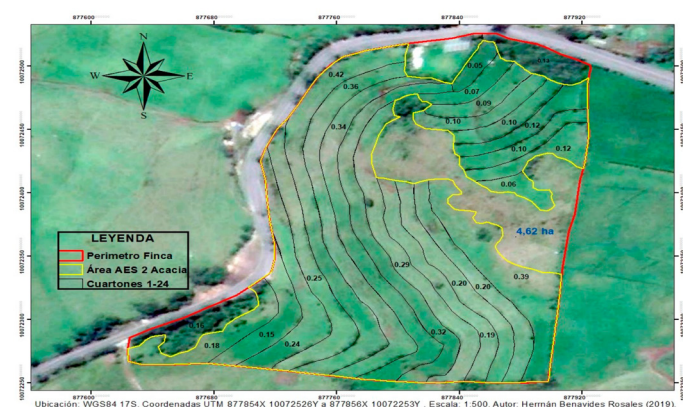 877600 877680 877760 877840 877920
N
W E
S
0.42
0.36
0.34
0.05
0.07
0.09
0.10
0.12
0.10
0.12
0.06
4.62 ha
LEYENDA
Perimetro Finca
Área AES 2 Acacia
Cuartones 1-24
0.25
0.29
0.20
0.20
0.39
0.16
0.18
0.15
0.24
0.32
0.19
10072500
10072450
10072400
10072350
10072300
10072250
877600 877680 877760 877840 877920
Ubicación: WGS84 17S. Coordenadas UTM 877854X 10072526Y a 877856X 10072253Y . Escala: 1:500. Autor: Hermán Benavides Rosales (2019).